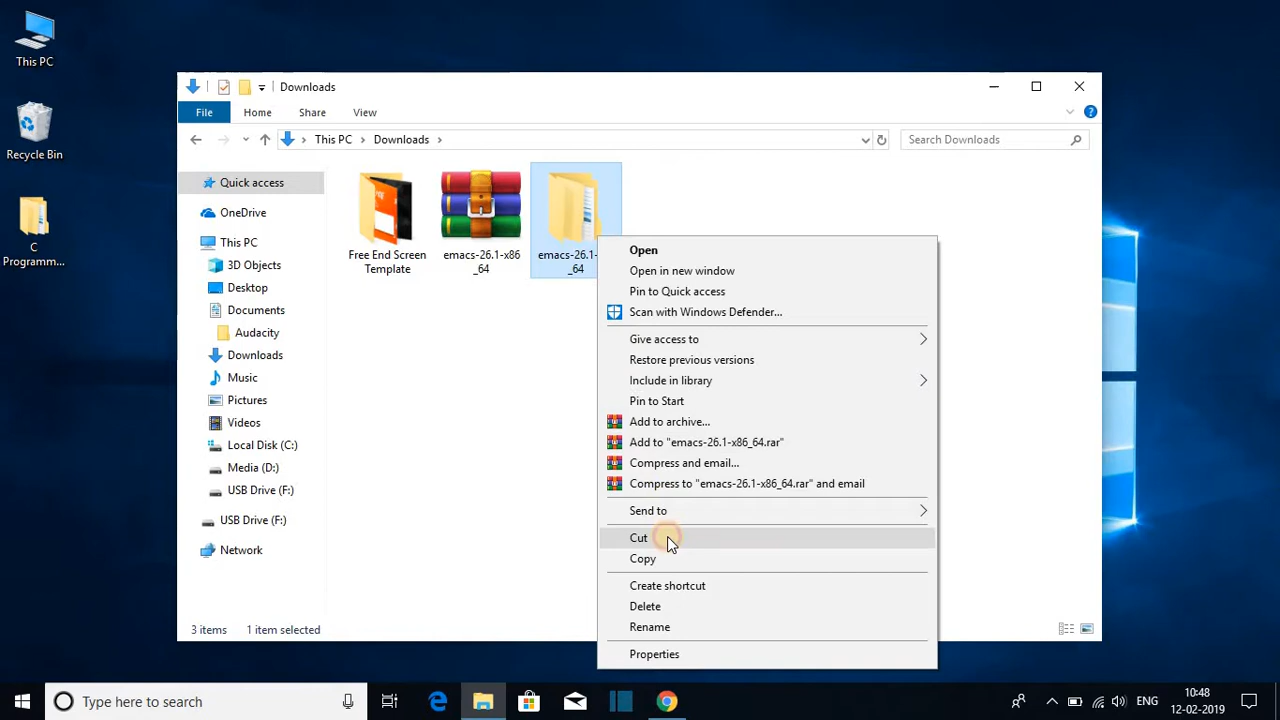 This PC
Recycle Bin
C
Programm...
Downloads
File
Home
Share
View
This PC
Downloads
Search Downloads
Quick access
OneDrive
This PC
3D Objects
Desktop
Documents
Audacity
Downloads
Music
Pictures
Videos
Local Disk (C:)
Media (D:)
USB Drive (F:)
USB Drive (F:)
Network
Free End Screen
Template
emacs-26.1-x86
_64
emacs-26.1-
_64
Open
Open in new window
Pin to Quick access
Scan with Windows Defender...
Give access to
Restore previous versions
Include in library
Pin to Start
Add to archive...
Add to "emacs-26.1-x86_64.rar"
Compress and email...
Compress to "emacs-26.1-x86_64.rar" and email
Send to
Cut
Copy
Create shortcut
Delete
Rename
Properties
3 items
1 item selected
Type here to search
ENG
10:48
12-02-2019